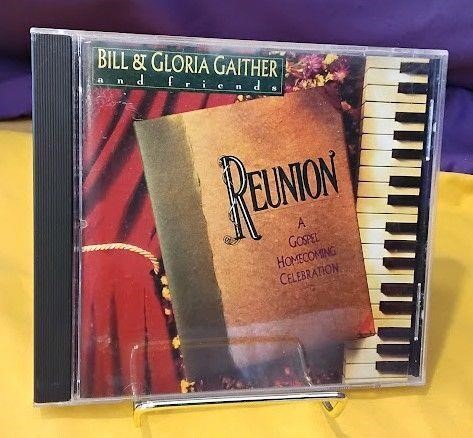 BILL & GLORIA GAITHER
and friends
REUNION
A
GOSPEL
HOMECOMING
CELEBRATION